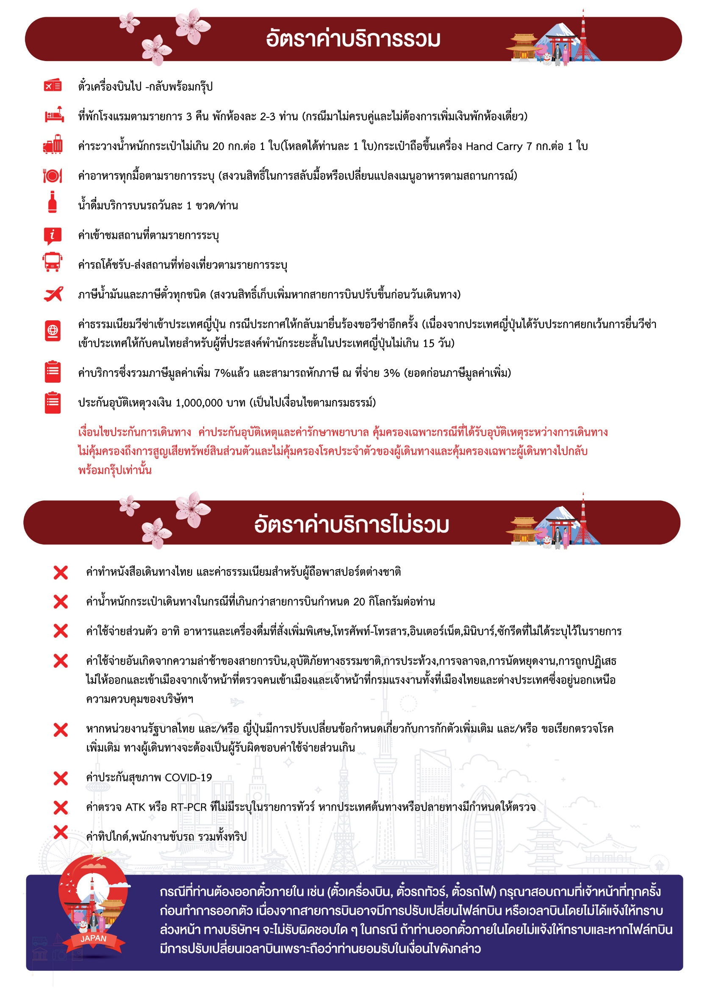 อัตราค่าบริการรวม
ตั๋วเครื่องบินไป -กลับพร้อมกรุ๊ป
ที่พักโรงแรมตามรายการ 3 คืน พักห้องละ 2-3 ท่าน (กรณีมาไม่ครบคู่และไม่ต้องการเพิ่มเงินพักห้องเดี่ยว)
ค่าระวางน้ำหนักกระเป๋าไม่เกิน 20 กก.ต่อ 1 ใบ(โหลดได้ท่านละ 1 ใบ)กระเป๋าถือขึ้นเครื่อง Hand Carry 7 กก.ต่อ 1 ใบ
ค่าอาหารทุกมื้อตามรายการระบุ (สงวนสิทธิ์ในการสลับมื้อหรือเปลี่ยนแปลงเมนูอาหารตามสถานการณ์)
น้ำดื่มบริการบนรถวันละ 1 ขวด/ท่าน
ค่าเข้าชมสถานที่ตามรายการระบุ
ค่ารถโค้ชรับ-ส่งสถานที่ท่องเที่ยวตามรายการระบุ
ภาษีน้ำมันและภาษีตั๋วทุกชนิด (สงวนสิทธิ์เก็บเพิ่มหากสายการบินปรับขึ้นก่อนวันเดินทาง)
ค่าธรรมเนียมวีซ่าเข้าประเทศญี่ปุ่น กรณีประกาศให้กลับมายื่นร้องขอวีซ่าอีกครั้ง (เนื่องจากประเทศญี่ปุ่นได้รับประกาศยกเว้นการยื่นวีซ่า
เข้าประเทศให้กับคนไทยสำหรับผู้ที่ประสงค์พำนักระยะสั้นในประเทศญี่ปุ่นไม่เกิน 15 วัน)
ค่าบริการซึ่งรวมภาษีมูลค่าเพิ่ม 7%แล้ว และสามารถหักภาษี ณ ที่จ่าย 3% (ยอดก่อนภาษีมูลค่าเพิ่ม)
ประกันอุบัติเหตุวงเงิน 1,000,000 บาท (เป็นไปเงื่อนไขตามกรมธรรม์)
เงื่อนไขประกันการเดินทาง ค่าประกันอุบัติเหตุและค่ารักษาพยาบาล คุ้มครองเฉพาะกรณีที่ได้รับอุบัติเหตุระหว่างการเดินทาง
ไม่คุ้มครองถึงการสูญเสียทรัพย์สินส่วนตัวและไม่คุ้มครองโรคประจำตัวของผู้เดินทางและคุ้มครองเฉพาะผู้เดินทางไปกลับ
พร้อมกรุ๊ปเท่านั้น
อัตราค่าบริการไม่รวม
ค่าทำหนังสือเดินทางไทย และค่าธรรมเนียมสำหรับผู้ถือพาสปอร์ตต่างชาติ
ค่าน้ำหนักกระเป๋าเดินทางในกรณีที่เกินกว่าสายการบินกำหนด 20 กิโลกรัมต่อท่าน
ค่าใช้จ่ายส่วนตัว อาทิ อาหารและเครื่องดื่มที่สั่งเพิ่มพิเศษ,โทรศัพท์-โทรสาร,อินเตอร์เน็ต,มินิบาร์,ซักรีดที่ไม่ได้ระบุไว้ในรายการ
ค่าใช้จ่ายอันเกิดจากความล่าช้าของสายการบิน,อุบัติภัยทางธรรมชาติ,การประท้วง,การจลาจล,การนัดหยุดงาน,การถูกปฏิเสธ
ไม่ให้ออกและเข้าเมืองจากเจ้าหน้าที่ตรวจคนเข้าเมืองและเจ้าหน้าที่กรมแรงงานทั้งที่เมืองไทยและต่างประเทศซึ่งอยู่นอกเหนือ
ความควบคุมของบริษัทฯ
หากหน่วยงานรัฐบาลไทย และ/หรือ ญี่ปุ่นมีการปรับเปลี่ยนข้อกำหนดเกี่ยวกับการกักตัวเพิ่มเติม และ/หรือ ขอเรียกตรวจโรค
เพิ่มเติม ทางผู้เดินทางจะต้องเป็นผู้รับผิดชอบค่าใช้จ่ายส่วนเกิน
ค่าประกันสุขภาพ COVID-19
ค่าตรวจ ATK หรือ RT-PCR ที่ไม่มีระบุในรายการทัวร์ หากประเทศต้นทางหรือปลายทางมีกำหนดให้ตรวจ
ค่าทิปไกด์,พนักงานขับรถ รวมทั้งทริป
กรณีที่ท่านต้องออกตั๋วภายใน เช่น (ตั๋วเครื่องบิน, ตั๋วรถทัวร์, ตั๋วรถไฟ) กรุณาสอบถามที่เจ้าหน้าที่ทุกครั้ง
ก่อนทำการออกตัว เนื่องจากสายการบินอาจมีการปรับเปลี่ยนไฟล์ทบิน หรือเวลาบินโดยไม่ได้แจ้งให้ทราบ
ล่วงหน้า ทางบริษัทฯ จะไม่รับผิดชอบใด ๆ ในกรณี ถ้าท่านออกตั๋วภายในโดยไม่แจ้งให้ทราบและหากไฟล์ทบิน
มีการปรับเปลี่ยนเวลาบินเพราะถือว่าท่านยอมรับในเงื่อนไขดังกล่าว
JAPAN